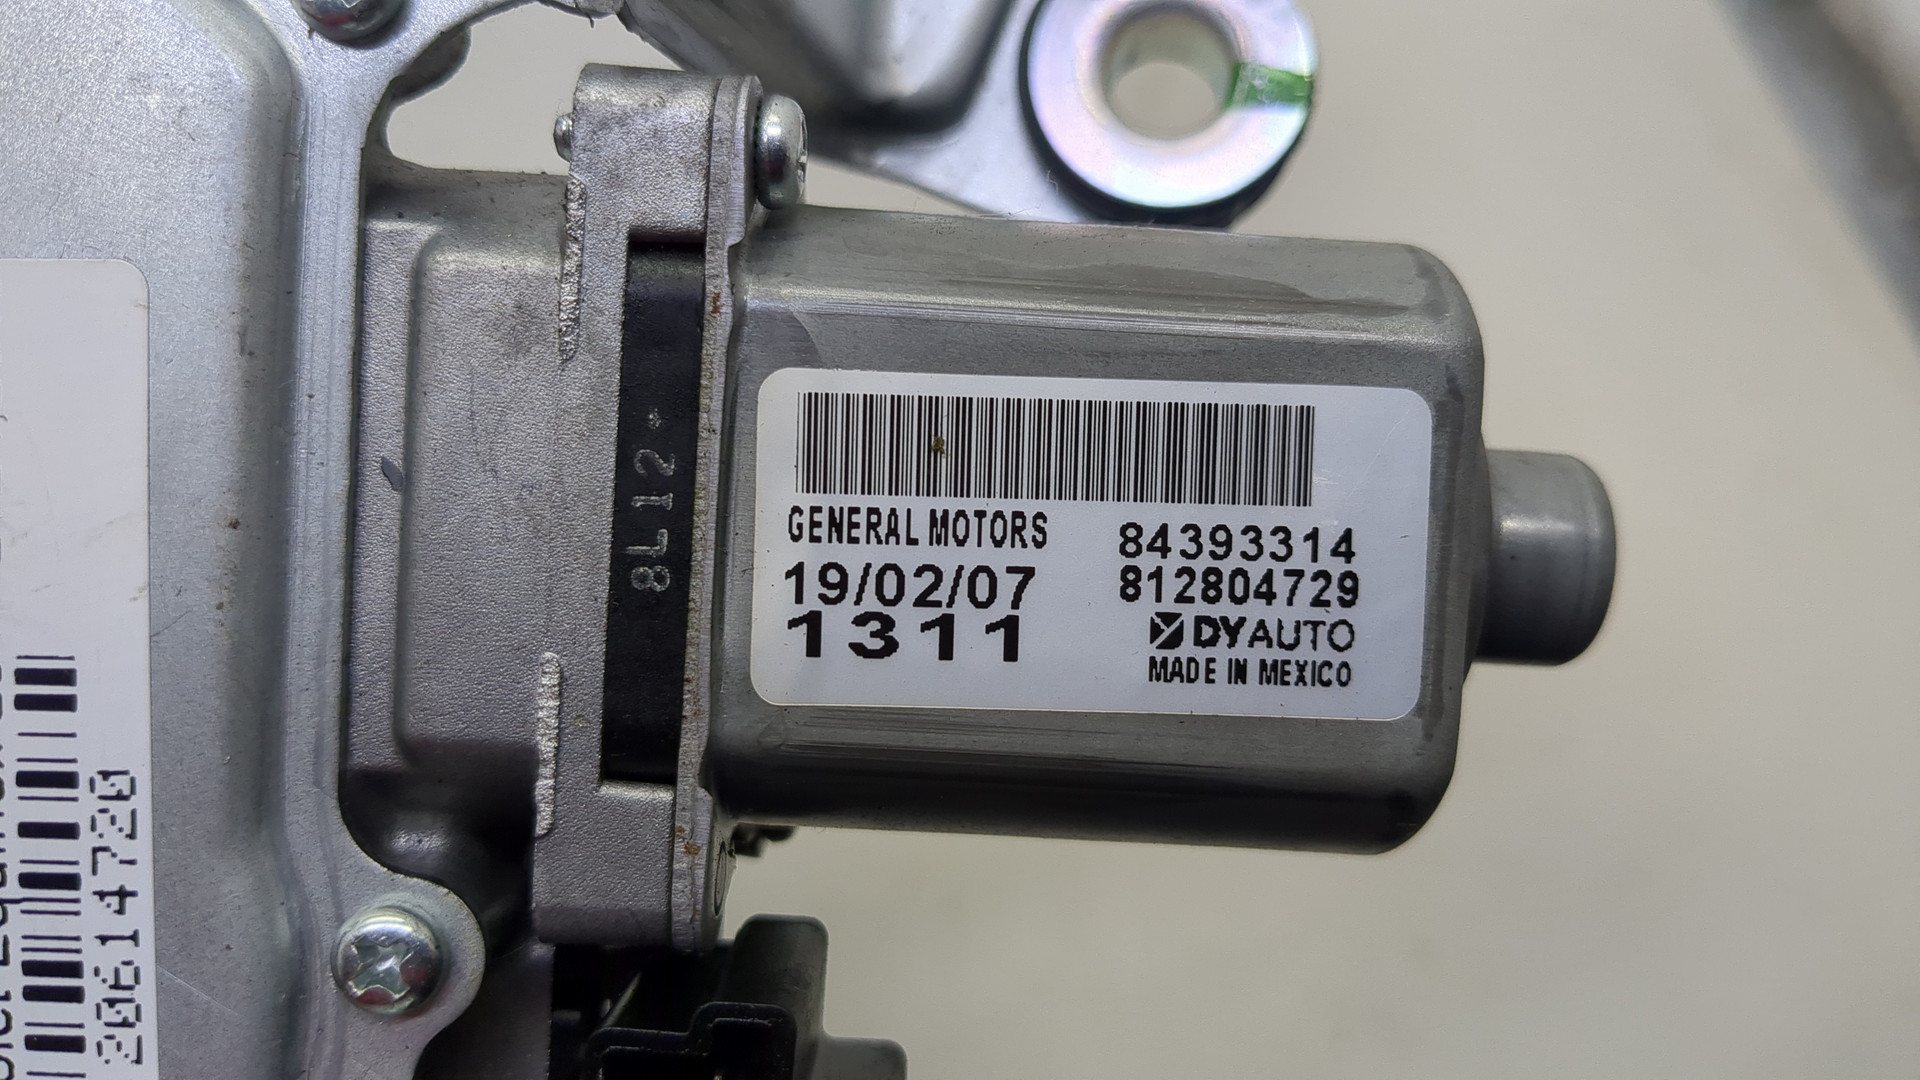 GENERAL MOTORS
19/02/07
1311
84393314
812804729
DYAUTO
MADE IN MEXICO
8L12
20614720